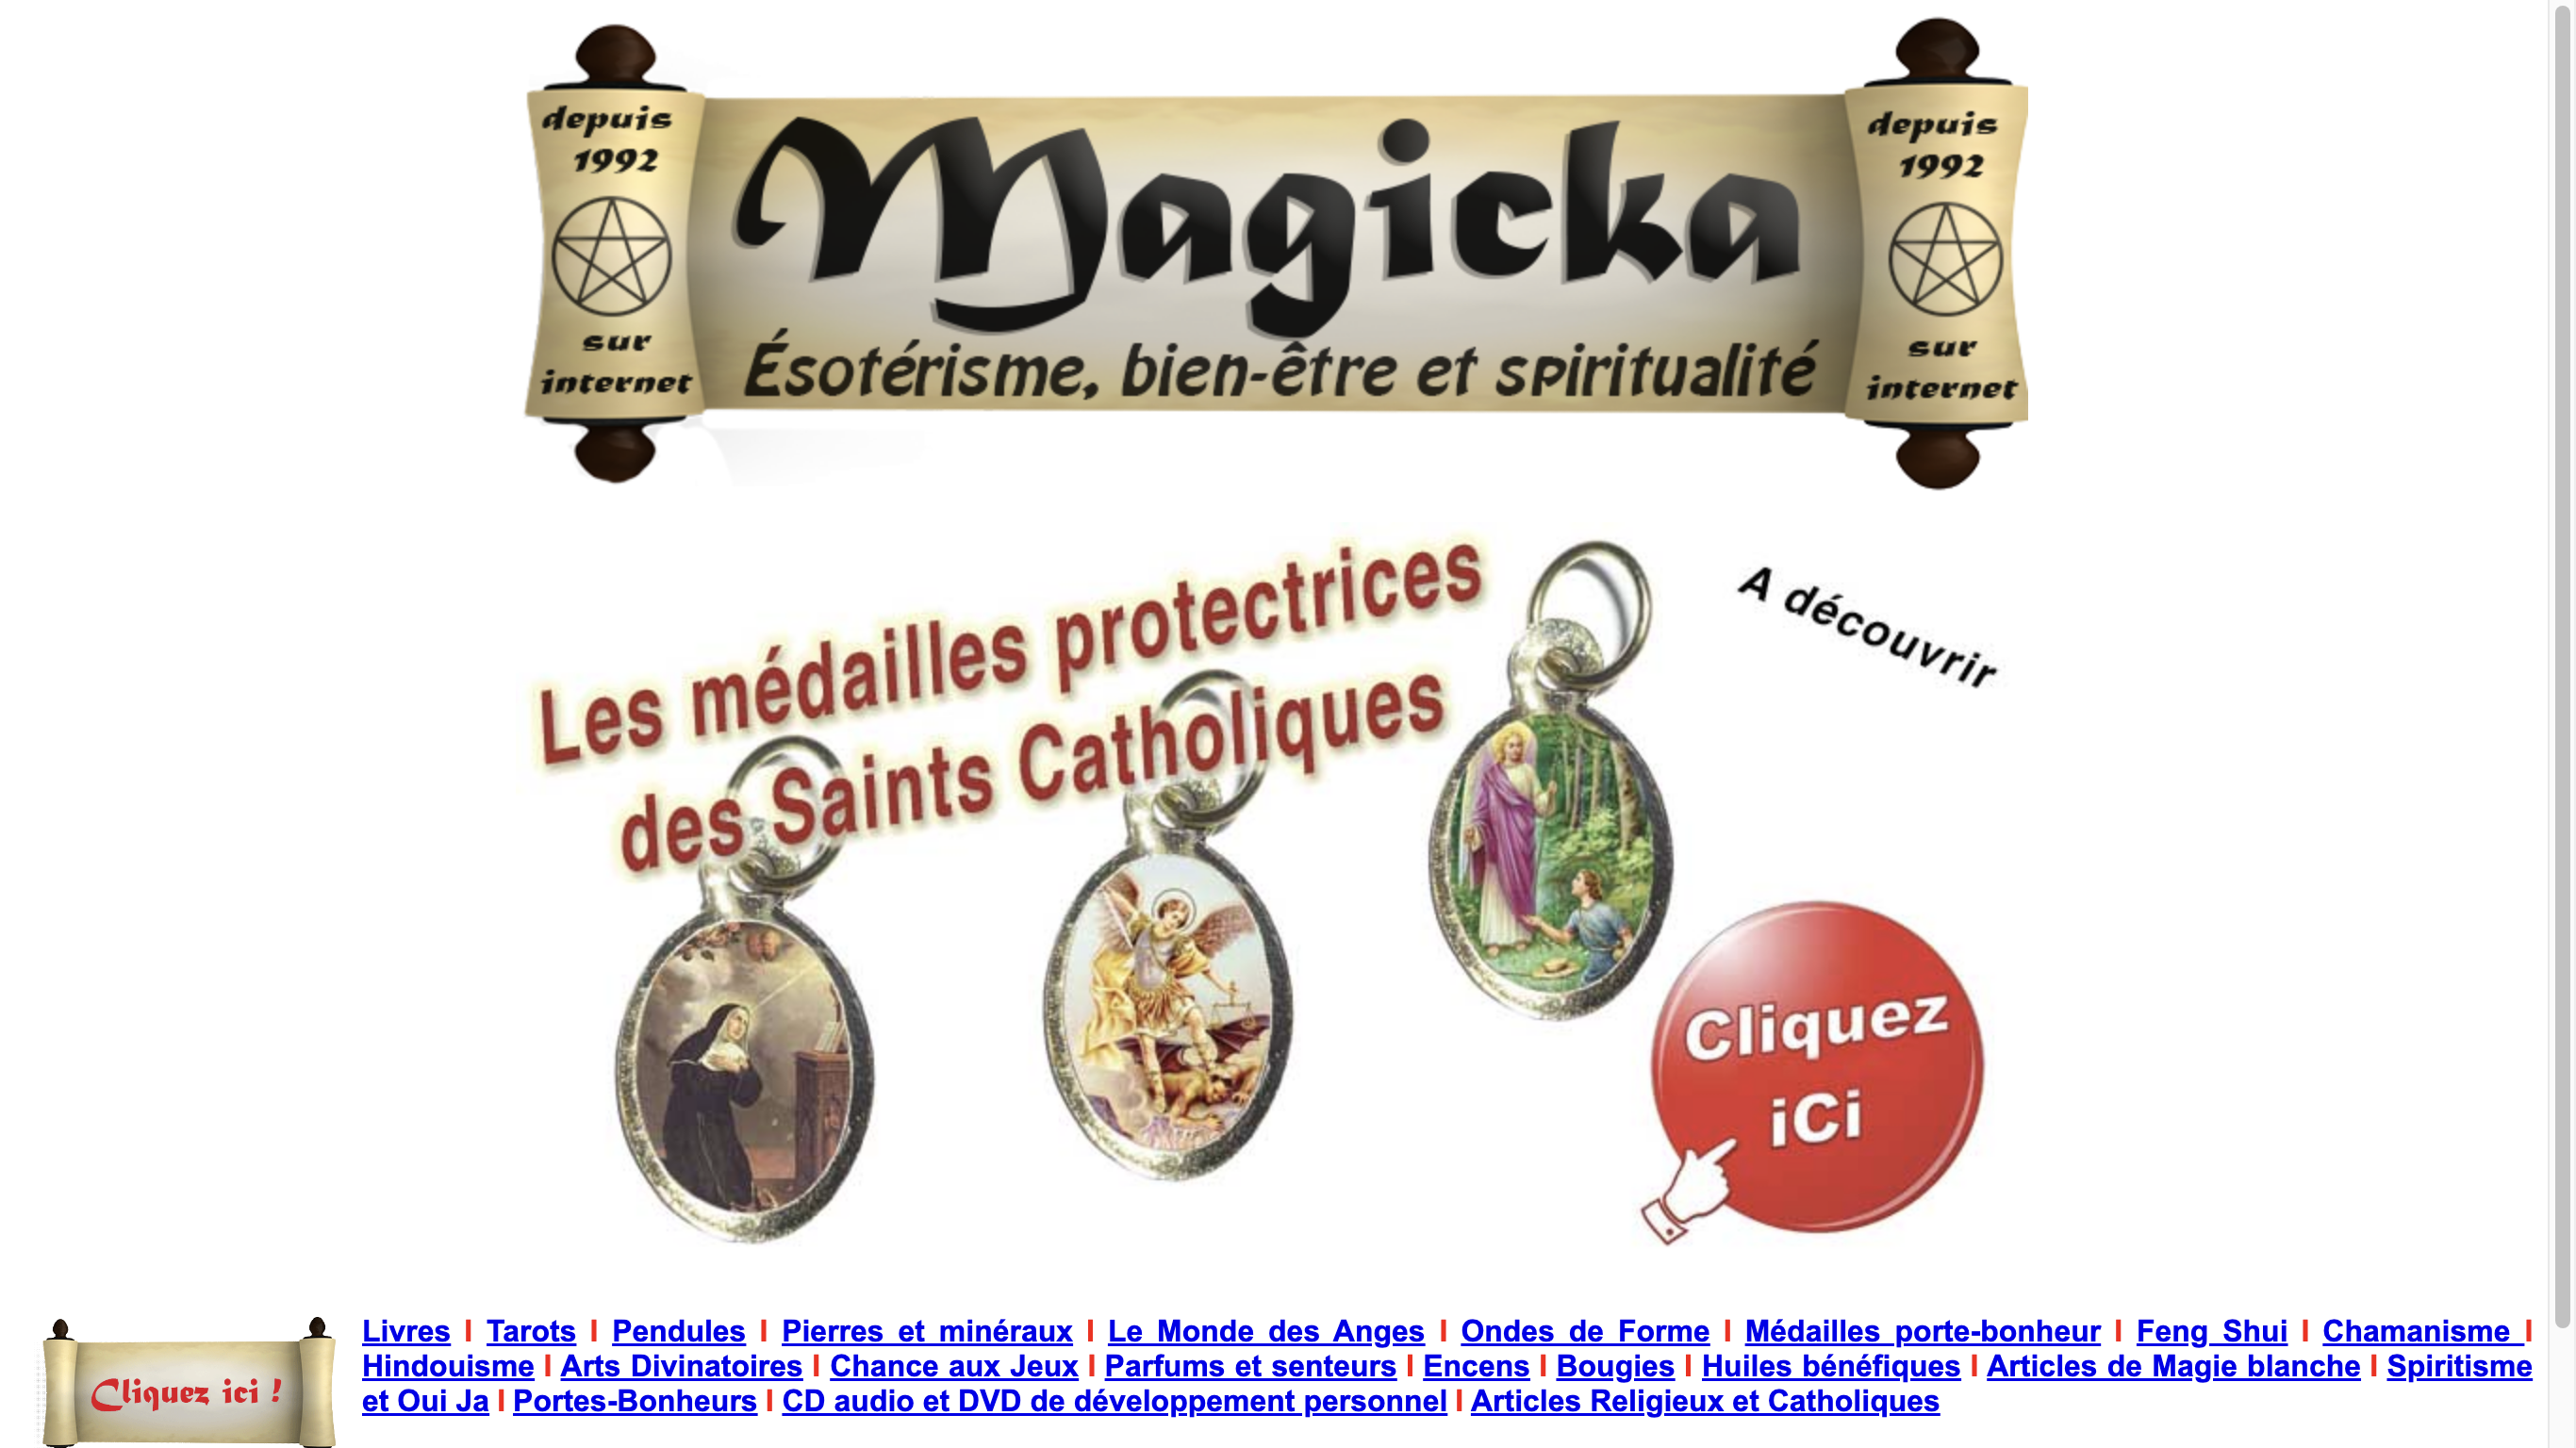 depuis
1992
sur
internet
Magicka
Ésotérisme, bien-être et spiritualité
depuis
1992
sur
internet
Les médailles protectrices
des Saints Catholiques
A découvrir
Cliquez
iCi
Cliquez ici !
Livres I Tarots I Pendules I Pierres et minéraux I Le Monde des Anges I Ondes de Forme I Médailles porte-bonheur I Feng Shui I Chamanisme I
Hindouisme I Arts Divinatoires I Chance aux Jeux I Parfums et senteurs I Encens I Bougies I Huiles bénéfiques I Articles de Magie blanche I Spiritisme
et Oui Ja I Portes-Bonheurs I CD audio et DVD de développement personnel I Articles Religieux et Catholiques